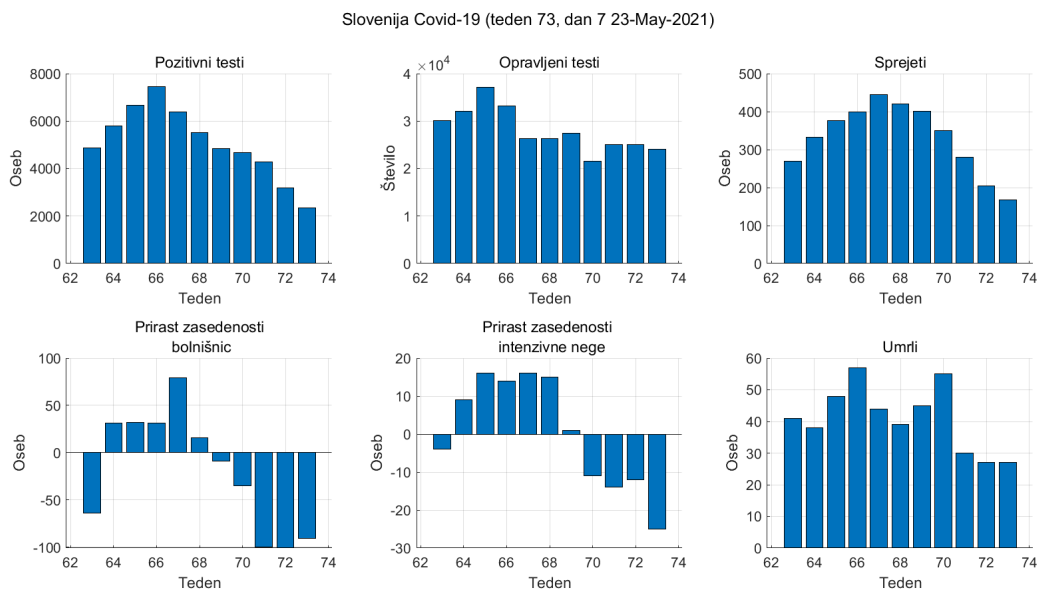 Slovenija Covid-19 (teden 73, dan 7 23-May-2021)
Pozitivni testi
8000
6000
4000
2000
0
Oseb
62 64 66 68 70 72 74
Teden
Opravljeni testi
×10⁴
4
3
2
1
0
Število
62 64 66 68 70 72 74
Teden
Sprejeti
500
400
300
200
100
0
Oseb
62 64 66 68 70 72 74
Teden
Prirast zasedenosti
bolnišnic
100
50
0
-50
-100
Oseb
62 64 66 68 70 72 74
Teden
Prirast zasedenosti
intenzivne nege
20
10
0
-10
-20
-30
Oseb
62 64 66 68 70 72 74
Teden
Umrli
60
50
40
30
20
10
0
Oseb
62 64 66 68 70 72 74
Teden